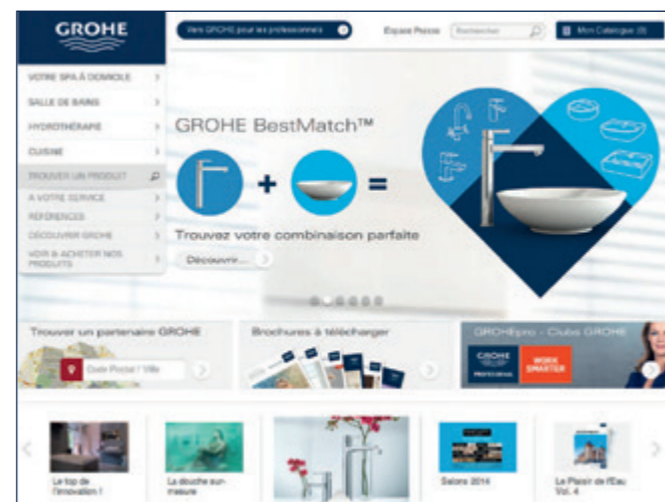 GROHE
Vers GROHE pour les professionnels
Espace Presse
Rechercher
Mon Catalogue (0)
VOTRE SPA À DOMICILE
SALLE DE BAINS
HYDROTHÉRAPIE
CUISINE
TROUVER UN PRODUIT
A VOTRE SERVICE
RÉFÉRENCES
DÉCOUVRIR GROHE
VOIR & ACHETER NOS
PRODUITS
GROHE BestMatch™
+ =
Trouvez votre combinaison parfaite
Découvrir...
Trouver un partenaire GROHE
Code Postal / Ville
Brochures à télécharger
GROHEpro - Clubs GROHE
GROHE
PROFESSIONAL
WORK
SMARTER
Le top de
l'innovation !
La douche sur-
mesure
Salons 2014
Le Plaisir de l'Eau
Vol. 4